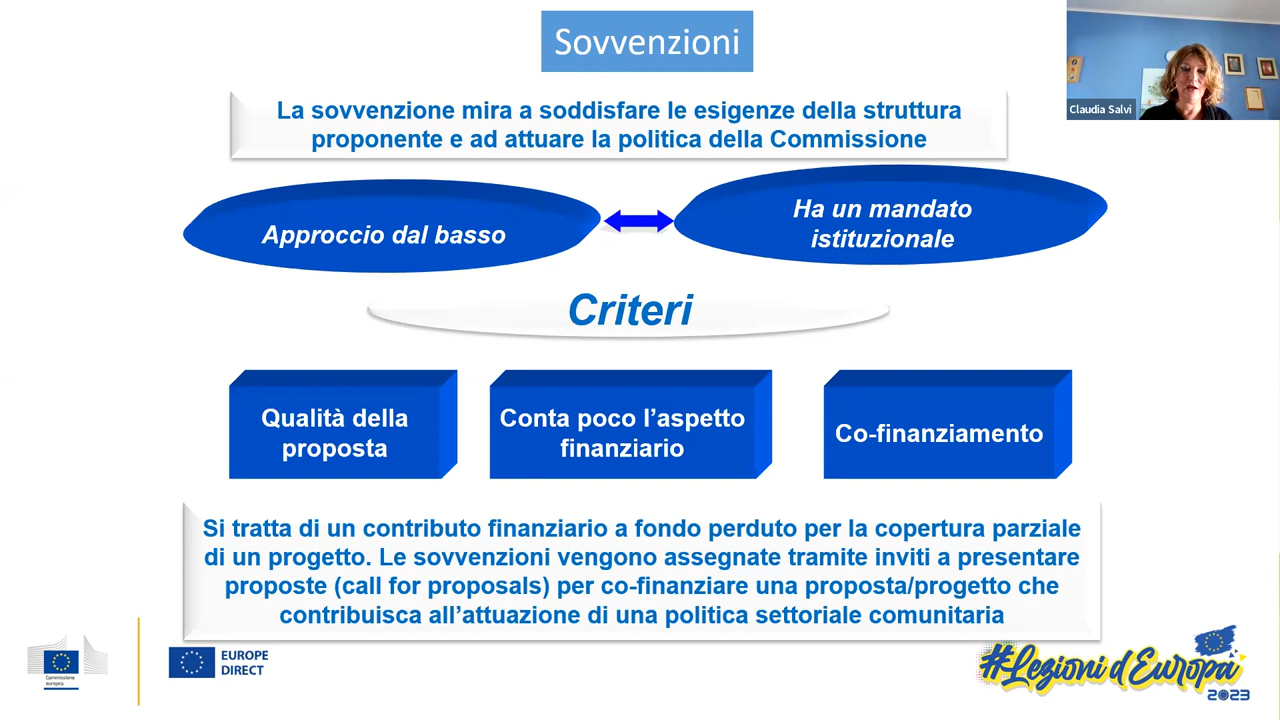 Sovvenzioni
Claudia Salvi
La sovvenzione mira a soddisfare le esigenze della struttura
proponente e ad attuare la politica della Commissione
Approccio dal basso
Ha un mandato
istituzionale
Criteri
Qualità della
proposta
Conta poco l’aspetto
finanziario
Co-finanziamento
Si tratta di un contributo finanziario a fondo perduto per la copertura parziale
di un progetto. Le sovvenzioni vengono assegnate tramite inviti a presentare
proposte (call for proposals) per co-finanziare una proposta/progetto che
contribuisca all’attuazione di una politica settoriale comunitaria
Commissione
europea
EUROPE
DIRECT
#Lezioni d'Europa
2023